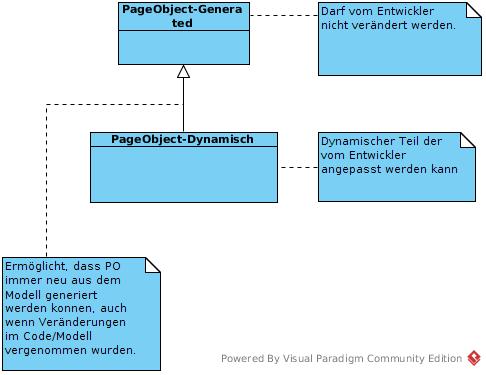 PageObject-Genera
ted
Darf vom Entwickler
nicht verändert werden.
PageObject-Dynamisch
Dynamischer Teil der
vom Entwickler
angepasst werden kann
Ermöglicht, dass PO
immer neu aus dem
Modell generiert
werden konnen, auch
wenn Veränderungen
im Code/Modell
vergenommen wurden.
Powered By Visual Paradigm Community Edition